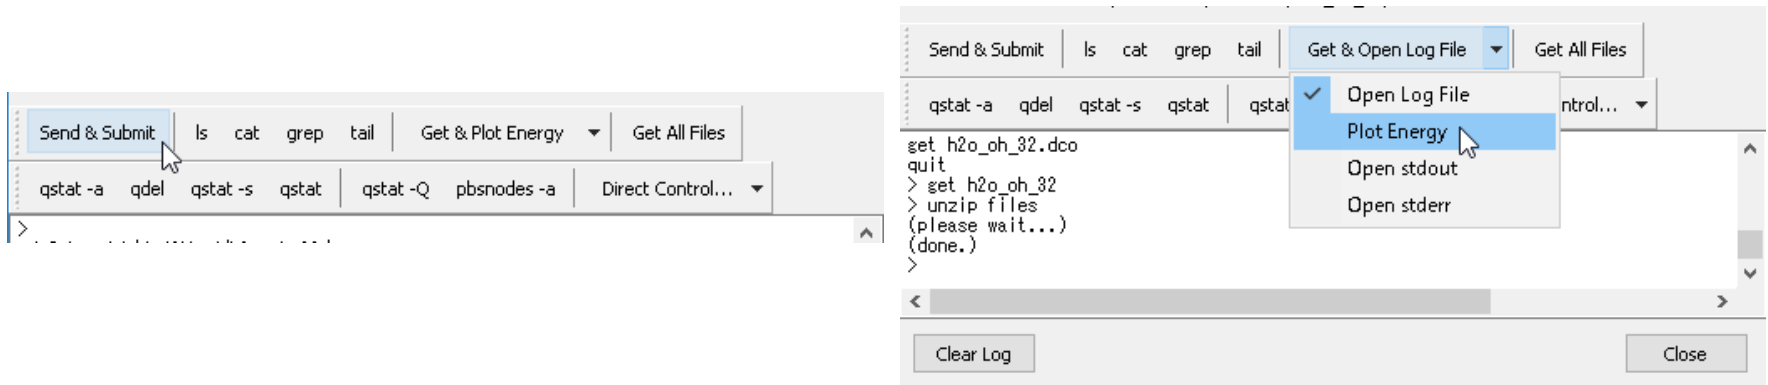 Send & Submit ls cat grep tail Get & Plot Energy Get All Files
qstat -a qdel qstat -s qstat qstat -Q pbsnodes -a Direct Control...
>
Send & Submit ls cat grep tail Get & Open Log File Get All Files
qstat -a qdel qstat -s qstat qstat ntrol...
Open Log File
Plot Energy
Open stdout
Open stderr
get h2o_oh_32.dco
quit
> get h2o_oh_32
> unzip files
(please wait...)
(done.)
>
Clear Log Close